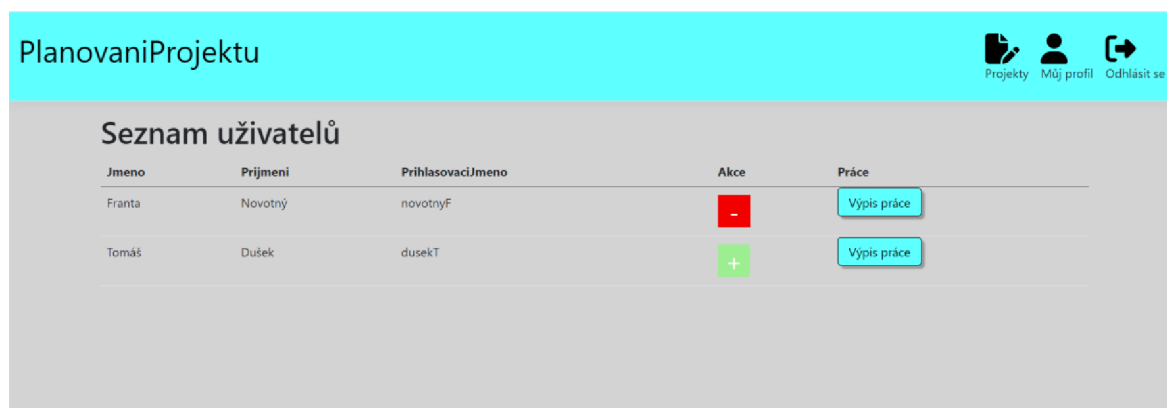 PlanovaniProjektu
Projekty Můj profil Odhlásit se
Seznam uživatelů
Jmeno Prijmeni PrihlasovaciJmeno Akce Práce
Franta Novotný novotnyF - Výpis práce
Tomáš Dušek dusekT + Výpis práce